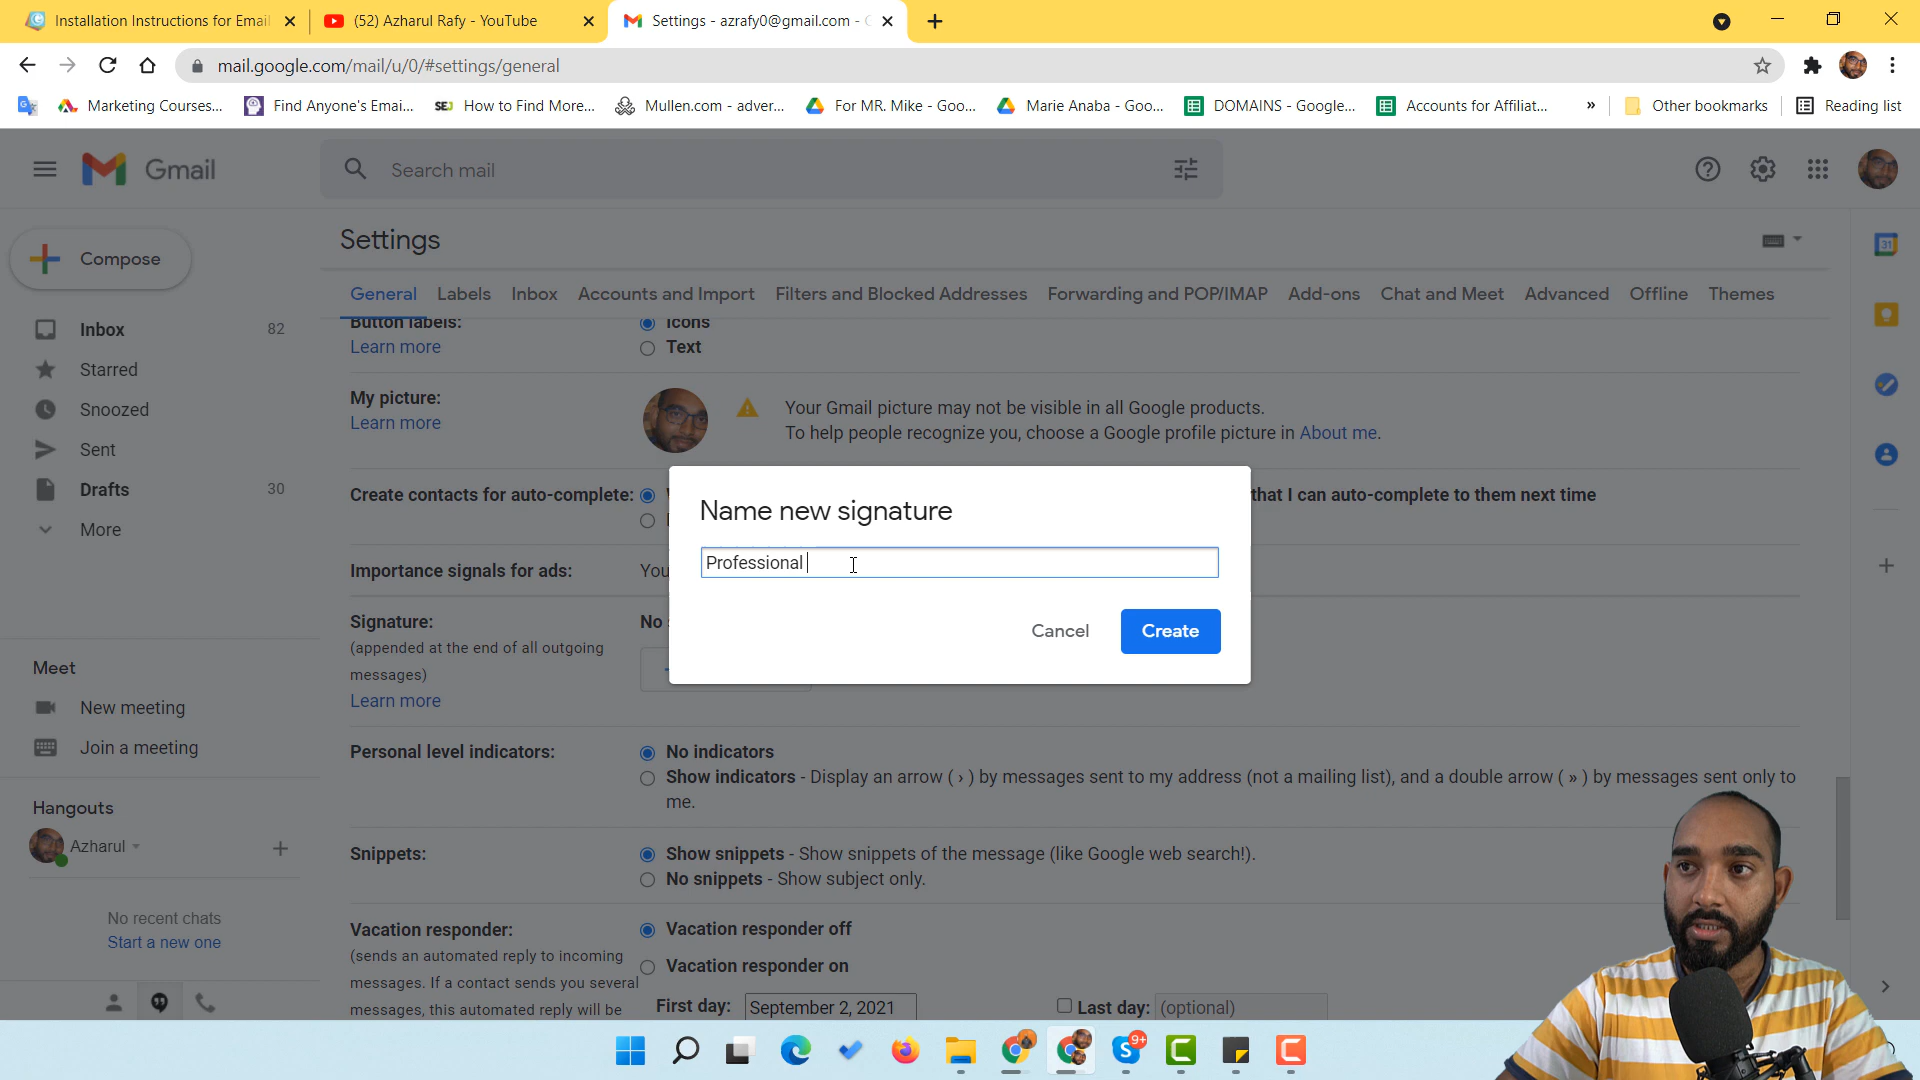 Installation Instructions for Email
(52) Azharul Rafy - YouTube
Settings - azrafy0@gmail.com -
mail.google.com/mail/u/0/#settings/general
Marketing Courses...
Find Anyone's Emai...
SEJ
How to Find More...
Mullen.com - adver...
For MR. Mike - Goo...
Marie Anaba - Goo...
DOMAINS - Google...
Accounts for Affiliat...
»
Other bookmarks
Reading list
Gmail
Search mail
Compose
Inbox 82
Starred
Snoozed
Sent
Drafts 30
More
Meet
New meeting
Join a meeting
Hangouts
Azharul
No recent chats
Start a new one
Settings
General Labels Inbox Accounts and Import Filters and Blocked Addresses Forwarding and POP/IMAP Add-ons Chat and Meet Advanced Offline Themes
Button labels:
Learn more
Icons
Text
My picture:
Learn more
Your Gmail picture may not be visible in all Google products.
To help people recognize you, choose a Google profile picture in About me.
Create contacts for auto-complete:
that I can auto-complete to them next time
Importance signals for ads:
You
Signature:
(appended at the end of all outgoing
messages)
Learn more
No
Name new signature
Professional
Cancel
Create
Personal level indicators:
No indicators
Show indicators - Display an arrow ( › ) by messages sent to my address (not a mailing list), and a double arrow ( » ) by messages sent only to
me.
Snippets:
Show snippets - Show snippets of the message (like Google web search!).
No snippets - Show subject only.
Vacation responder:
(sends an automated reply to incoming
messages. If a contact sends you several
messages, this automated reply will be
Vacation responder off
Vacation responder on
First day: September 2, 2021
Last day: (optional)
31
9+